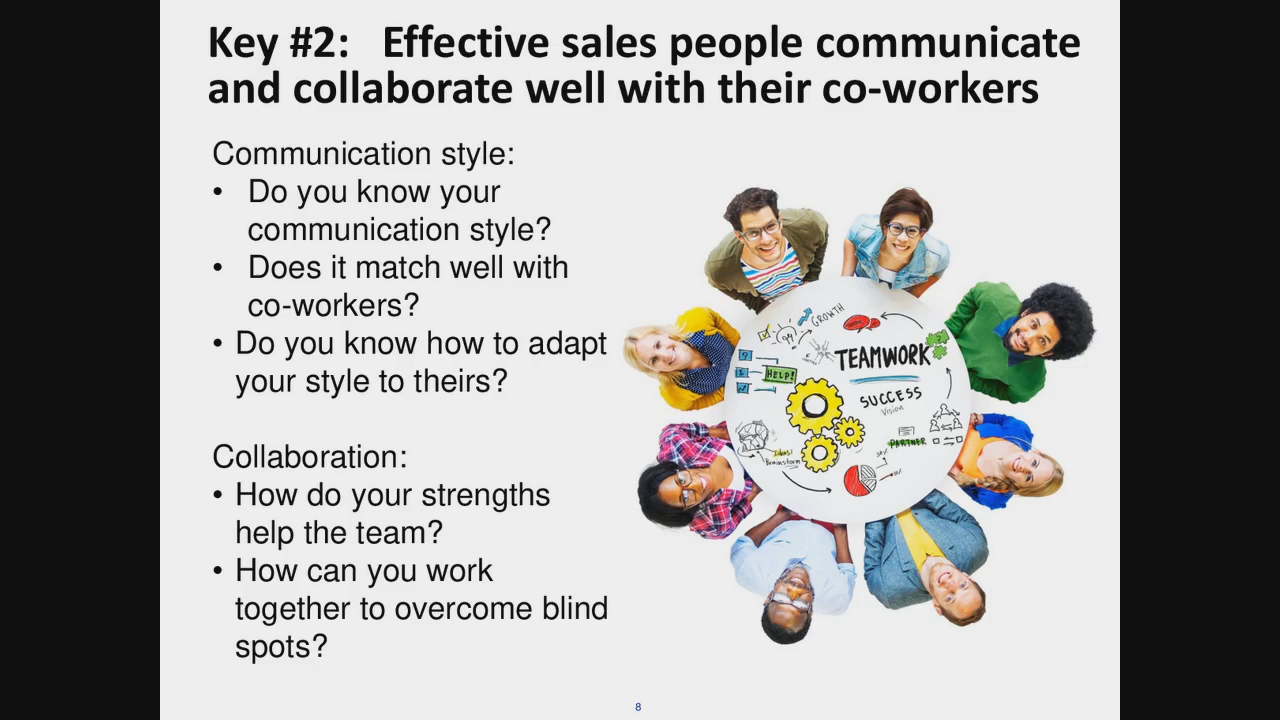 Key #2: Effective sales people communicate
and collaborate well with their co-workers
Communication style:
• Do you know your
communication style?
• Does it match well with
co-workers?
• Do you know how to adapt
your style to theirs?
Collaboration:
• How do your strengths
help the team?
• How can you work
together to overcome blind
spots?
GROWTH
TEAMWORK
HELP!
SUCCESS
Vision
PARTNER
Ideas!
Brainstorm
8